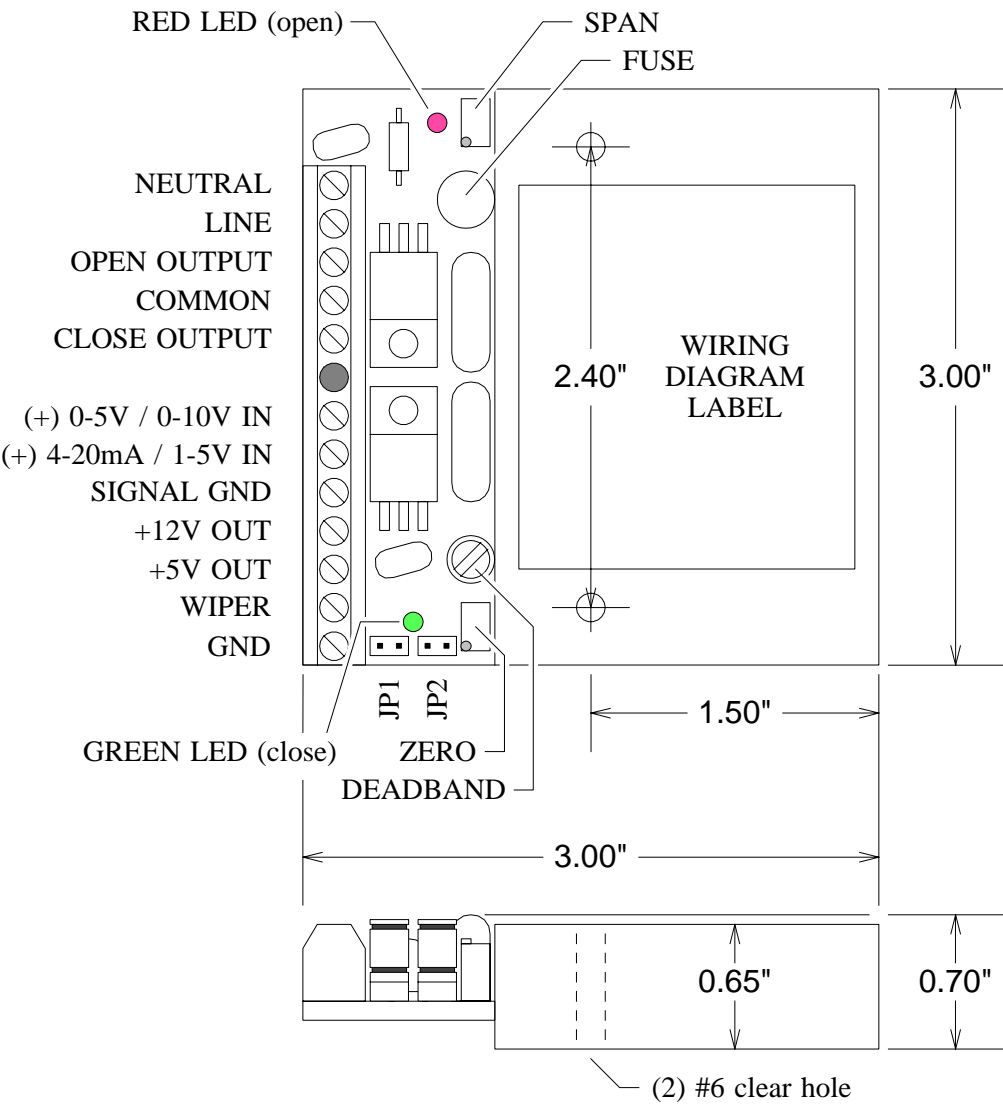 RED LED (open)
SPAN
FUSE
NEUTRAL
LINE
OPEN OUTPUT
COMMON
CLOSE OUTPUT
(+) 0-5V / 0-10V IN
(+) 4-20mA / 1-5V IN
SIGNAL GND
+12V OUT
+5V OUT
WIPER
GND
2.40"
WIRING
DIAGRAM
LABEL
3.00"
JP1
JP2
1.50"
GREEN LED (close)
ZERO
DEADBAND
3.00"
0.65"
0.70"
(2) #6 clear hole